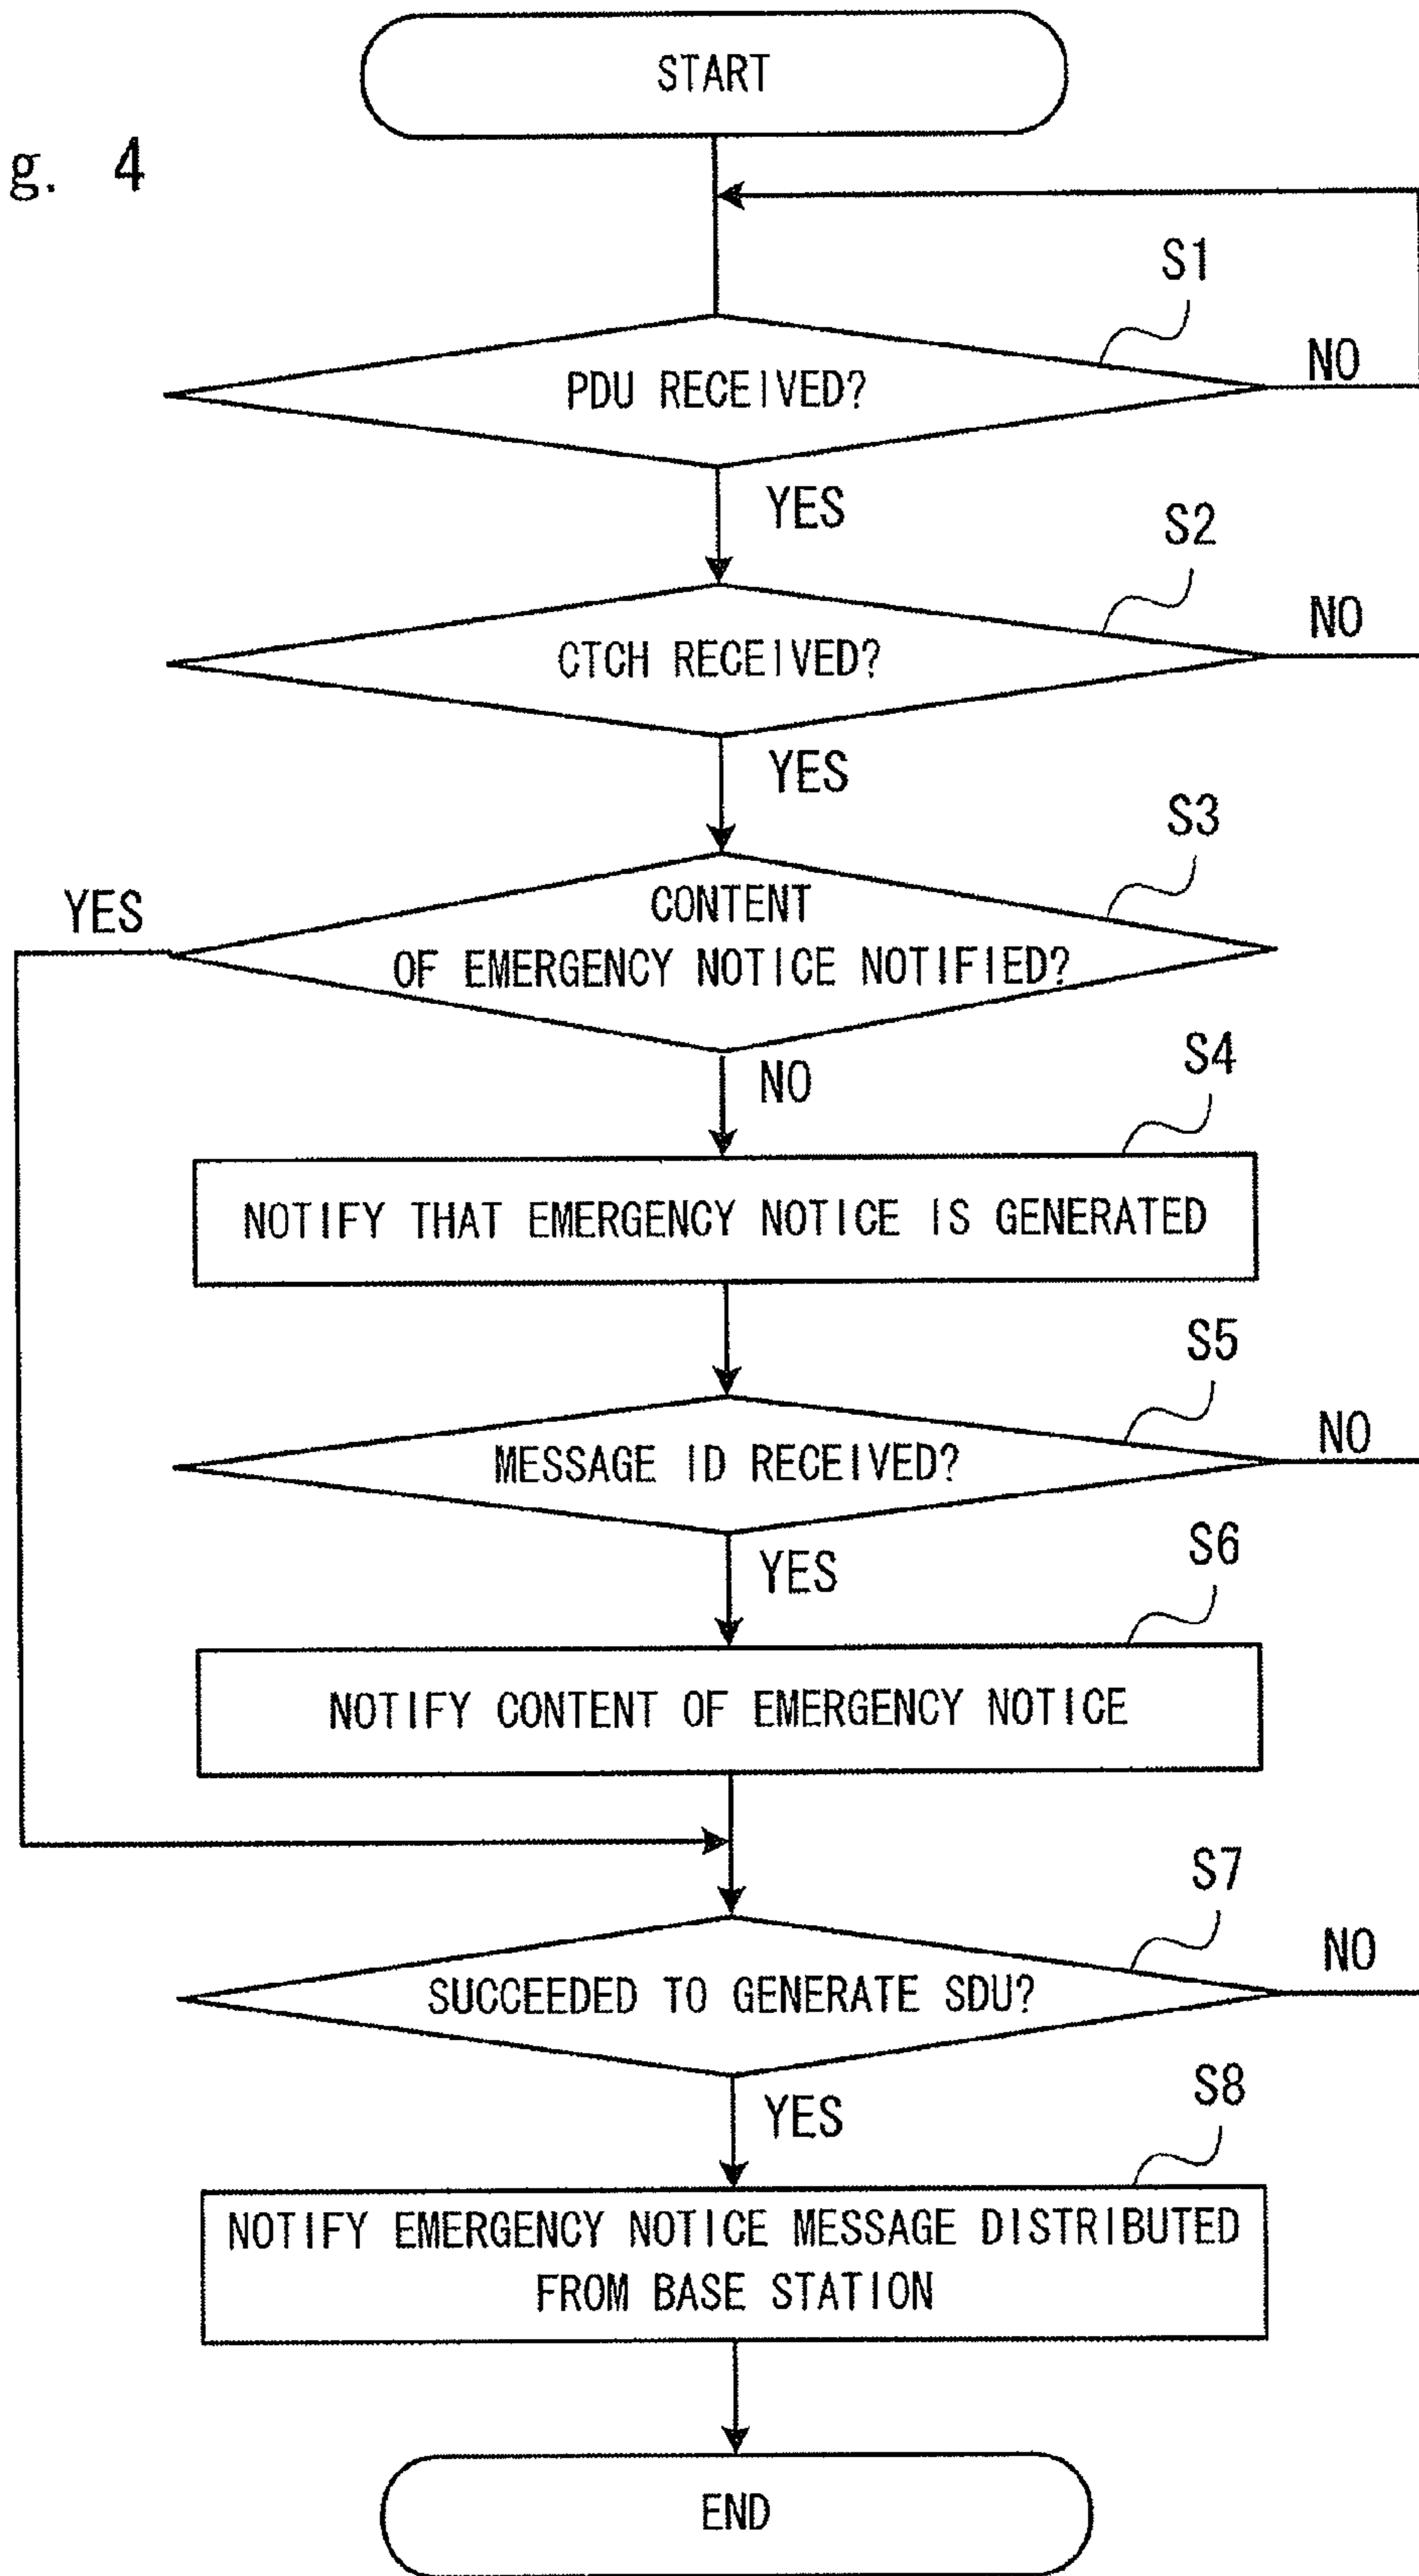 START
g. 4
S1
PDU RECEIVED?
NO
YES
S2
CTCH RECEIVED?
NO
YES
S3
YES
CONTENT
OF EMERGENCY NOTICE NOTIFIED?
NO
S4
NOTIFY THAT EMERGENCY NOTICE IS GENERATED
S5
MESSAGE ID RECEIVED?
NO
YES
S6
NOTIFY CONTENT OF EMERGENCY NOTICE
S7
SUCCEEDED TO GENERATE SDU?
NO
YES
S8
NOTIFY EMERGENCY NOTICE MESSAGE DISTRIBUTED
FROM BASE STATION
END